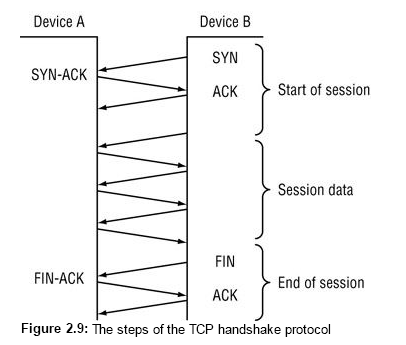 Device A
Device B
SYN
SYN-ACK
ACK
Start of session
Session data
FIN
FIN-ACK
ACK
End of session
Figure 2.9: The steps of the TCP handshake protocol